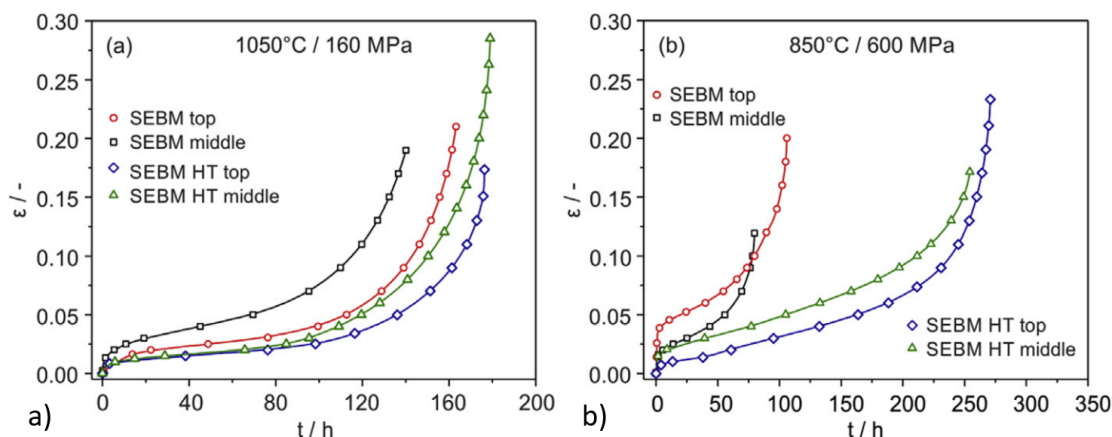 (a) 1050°C / 160 MPa
SEBM top
SEBM middle
SEBM HT top
SEBM HT middle
ε / -
0.30
0.25
0.20
0.15
0.10
0.05
0.00
0 40 80 120 160 200
t / h
a)
(b) 850°C / 600 MPa
SEBM top
SEBM middle
SEBM HT top
SEBM HT middle
ε / -
0.30
0.25
0.20
0.15
0.10
0.05
0.00
0 50 100 150 200 250 300 350
t / h
b)